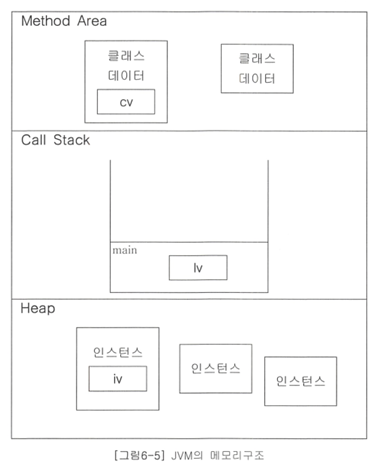 Method Area
클래스
데이터
cv
클래스
데이터
Call Stack
main
lv
Heap
인스턴스
iv
인스턴스
인스턴스
[그림6-5] JVM의 메모리구조